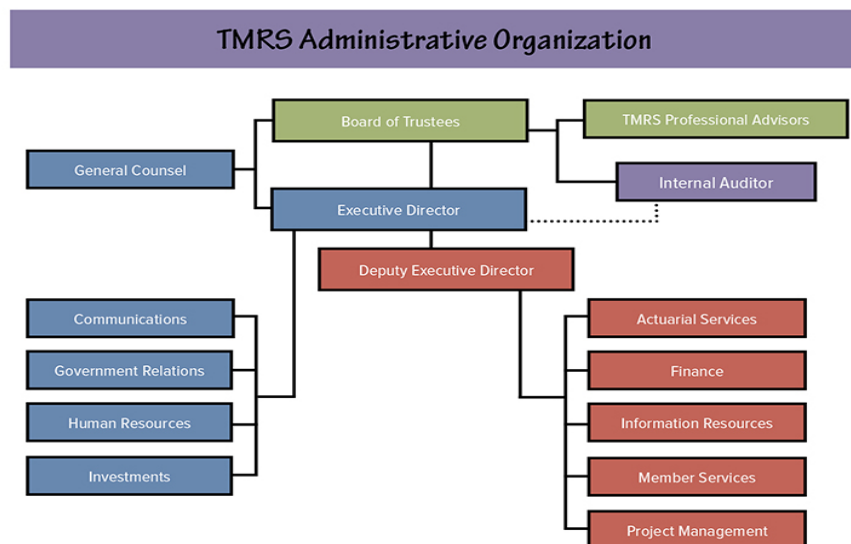 TMRS Administrative Organization
Board of Trustees
TMRS Professional Advisors
General Counsel
Internal Auditor
Executive Director
Deputy Executive Director
Communications
Government Relations
Human Resources
Investments
Actuarial Services
Finance
Information Resources
Member Services
Project Management